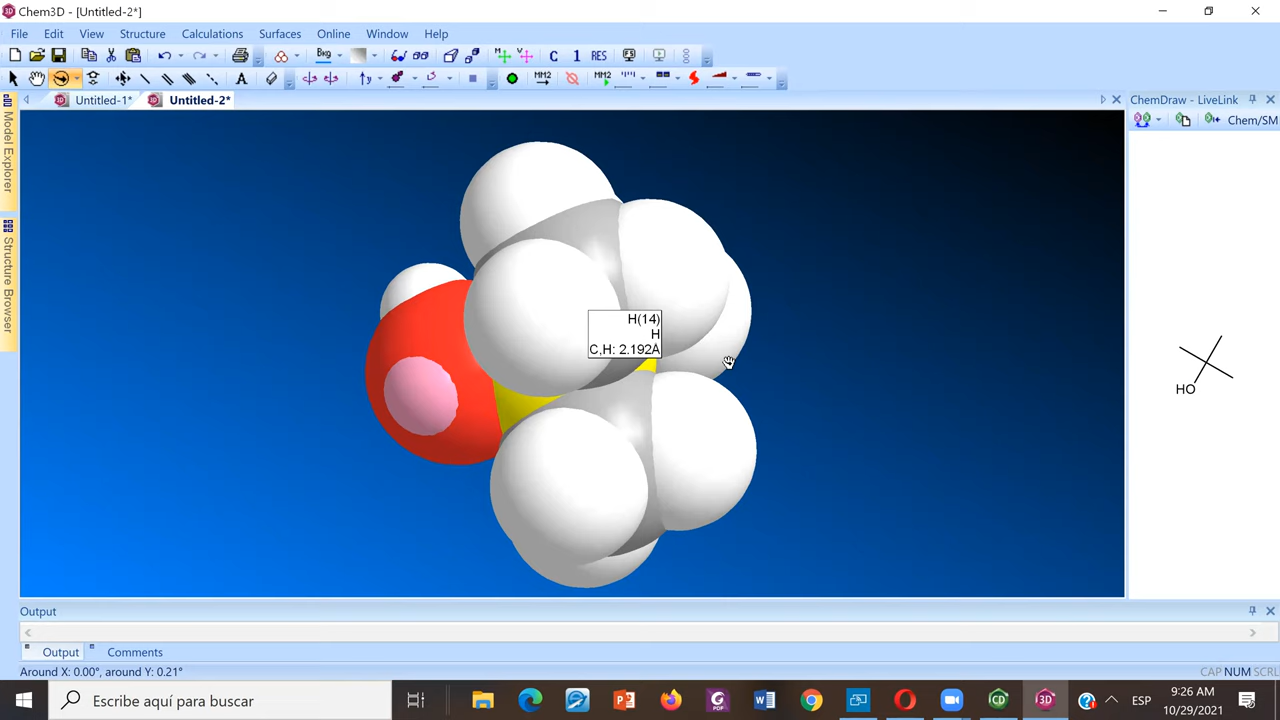 Chem3D - [Untitled-2*]
File Edit View Structure Calculations Surfaces Online Window Help
Bkg C 1 RES
A MM2 MM2
Untitled-1* Untitled-2*
ChemDraw - LiveLink
Chem/SM
Model Explorer
Structure Browser
H(14)
H
C,H: 2.192Å
HO
Output
Output Comments
Around X: 0.00°, around Y: 0.21°
CAP NUM SCRL
Escribe aquí para buscar
ESP
9:26 AM
10/29/2021